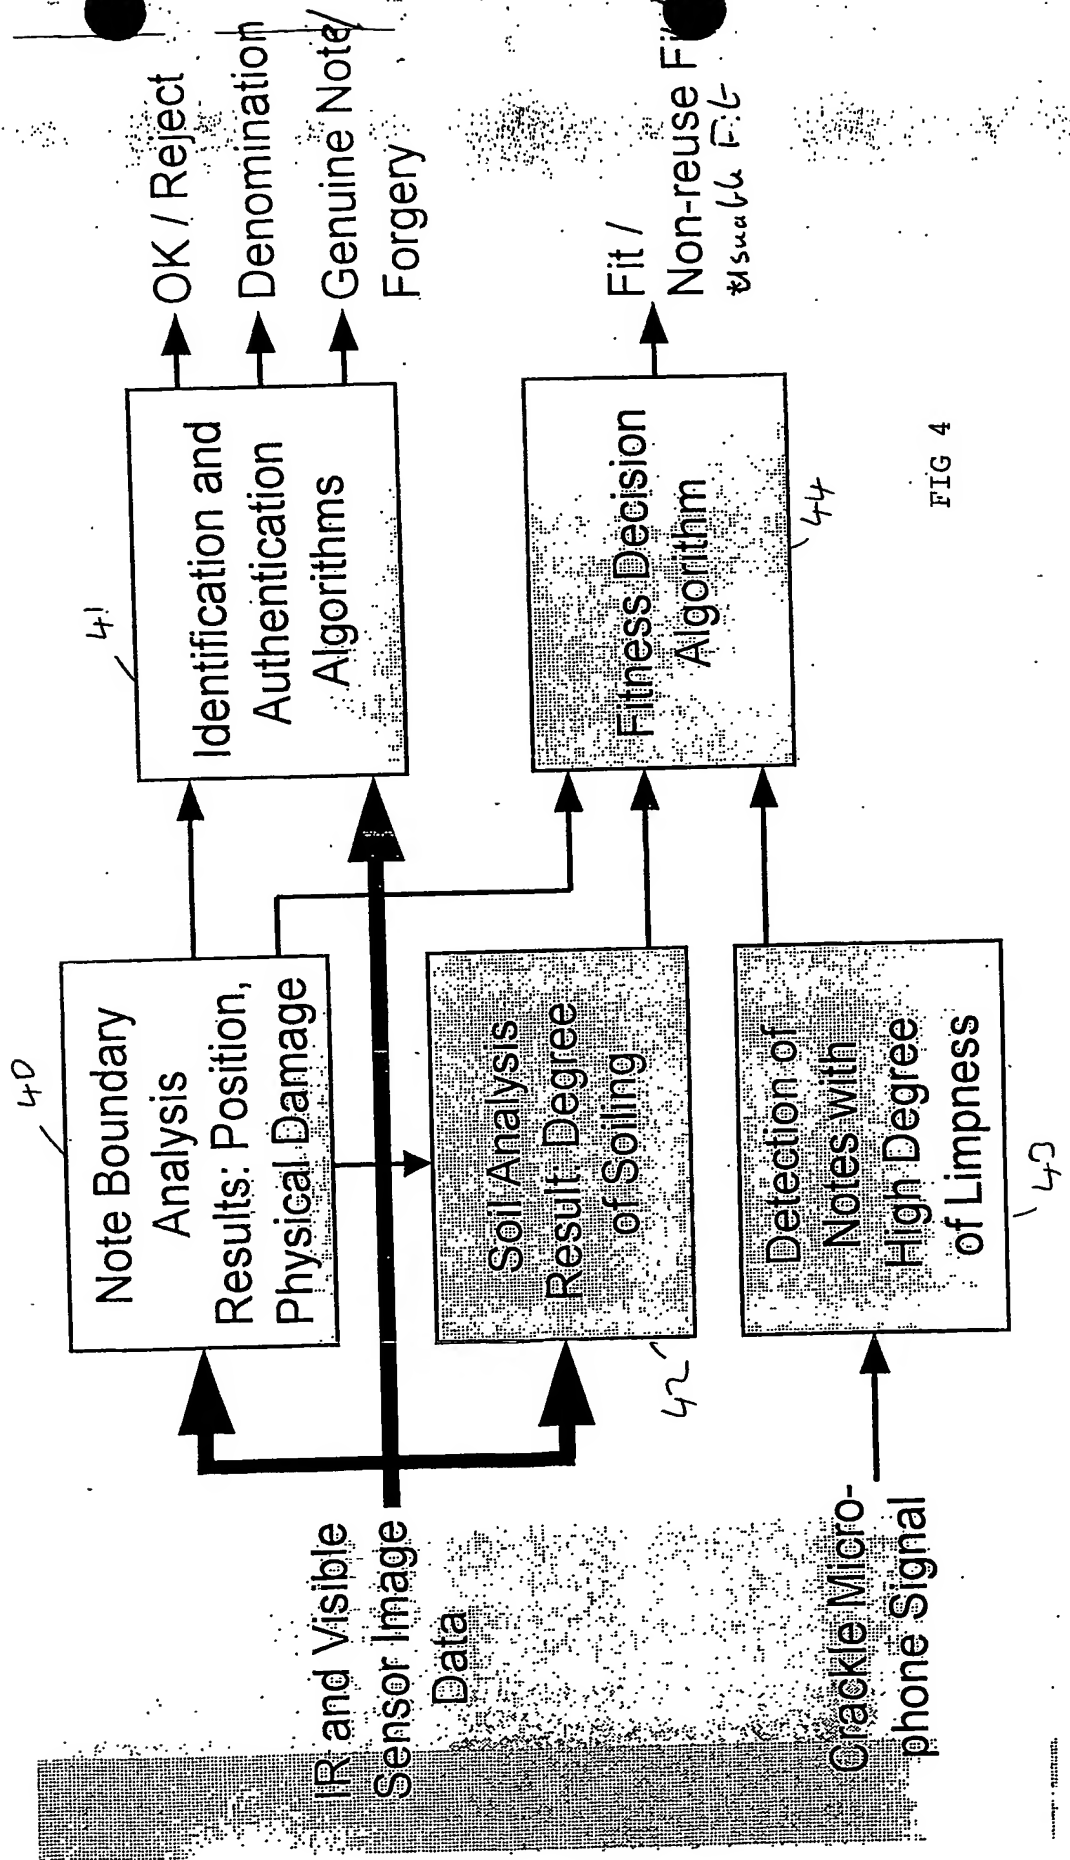 IR and Visible
Sensor Image
Data
Crackle Micro-
phone Signal
40
Note Boundary
Analysis
Results: Position,
Physical Damage
42
Soil Analysis
Result: Degree
of Soiling
43
Detection of
Notes with
High Degree
of Limpness
41
Identification and
Authentication
Algorithms
44
Fitness Decision
Algorithm
OK / Reject
Denomination
Genuine Note/
Forgery
Fit /
Non-reuse Fit
FIG 4